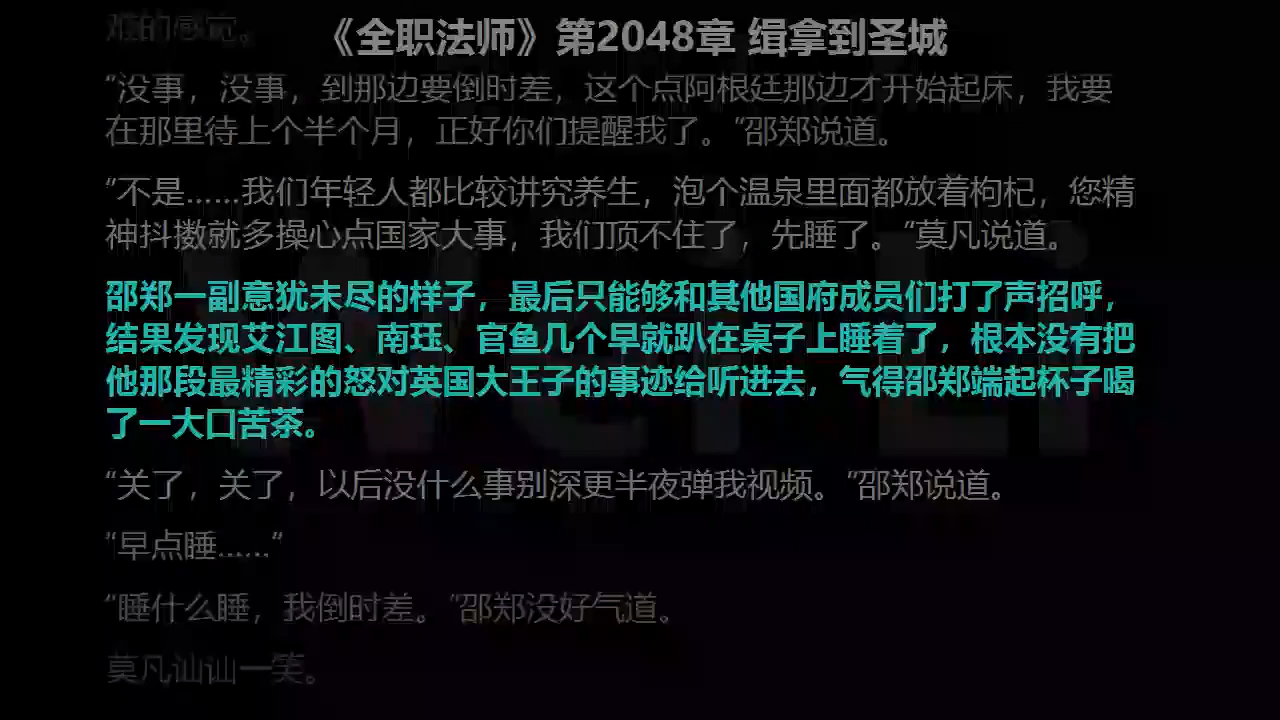 难的感觉。
《全职法师》第2048章 缉拿到圣城
“没事，没事，到那边要倒时差，这个点阿根廷那边才开始起床，我要
在那里待上个半个月，正好你们提醒我了。”邵郑说道。
“不是……我们年轻人都比较讲究养生，泡个温泉里面都放着枸杞，您精
神抖擞就多操心点国家大事，我们顶不住了，先睡了。”莫凡说道。
邵郑一副意犹未尽的样子，最后只能够和其他国府成员们打了声招呼，
结果发现艾江图、南珏、官鱼几个早就趴在桌子上睡着了，根本没有把
他那段最精彩的怒对英国大王子的事迹给听进去，气得邵郑端起杯子喝
了一大口苦茶。
“关了，关了，以后没什么事别深更半夜弹我视频。”邵郑说道。
“早点睡……”
“睡什么睡，我倒时差。”邵郑没好气道。
莫凡讪讪一笑。
Wei Li